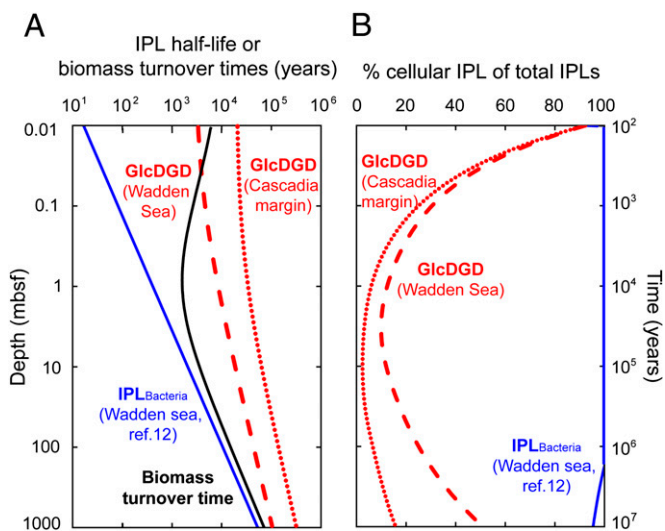 A
IPL half-life or
biomass turnover times (years)
10¹ 10² 10³ 10⁴ 10⁵ 10⁶
0.01
0.1
1
10
100
1000
Depth (mbsf)
GlcDGD
(Wadden
Sea)
GlcDGD
(Cascadia
margin)
IPLBacteria
(Wadden sea,
ref.12)
Biomass
turnover time
B
% cellular IPL of total IPLs
0 20 40 60 80 100
10²
10³
10⁴
10⁵
10⁶
10⁷
Time (years)
GlcDGD
(Cascadia
margin)
GlcDGD
(Wadden Sea)
IPLBacteria
(Wadden sea,
ref.12)